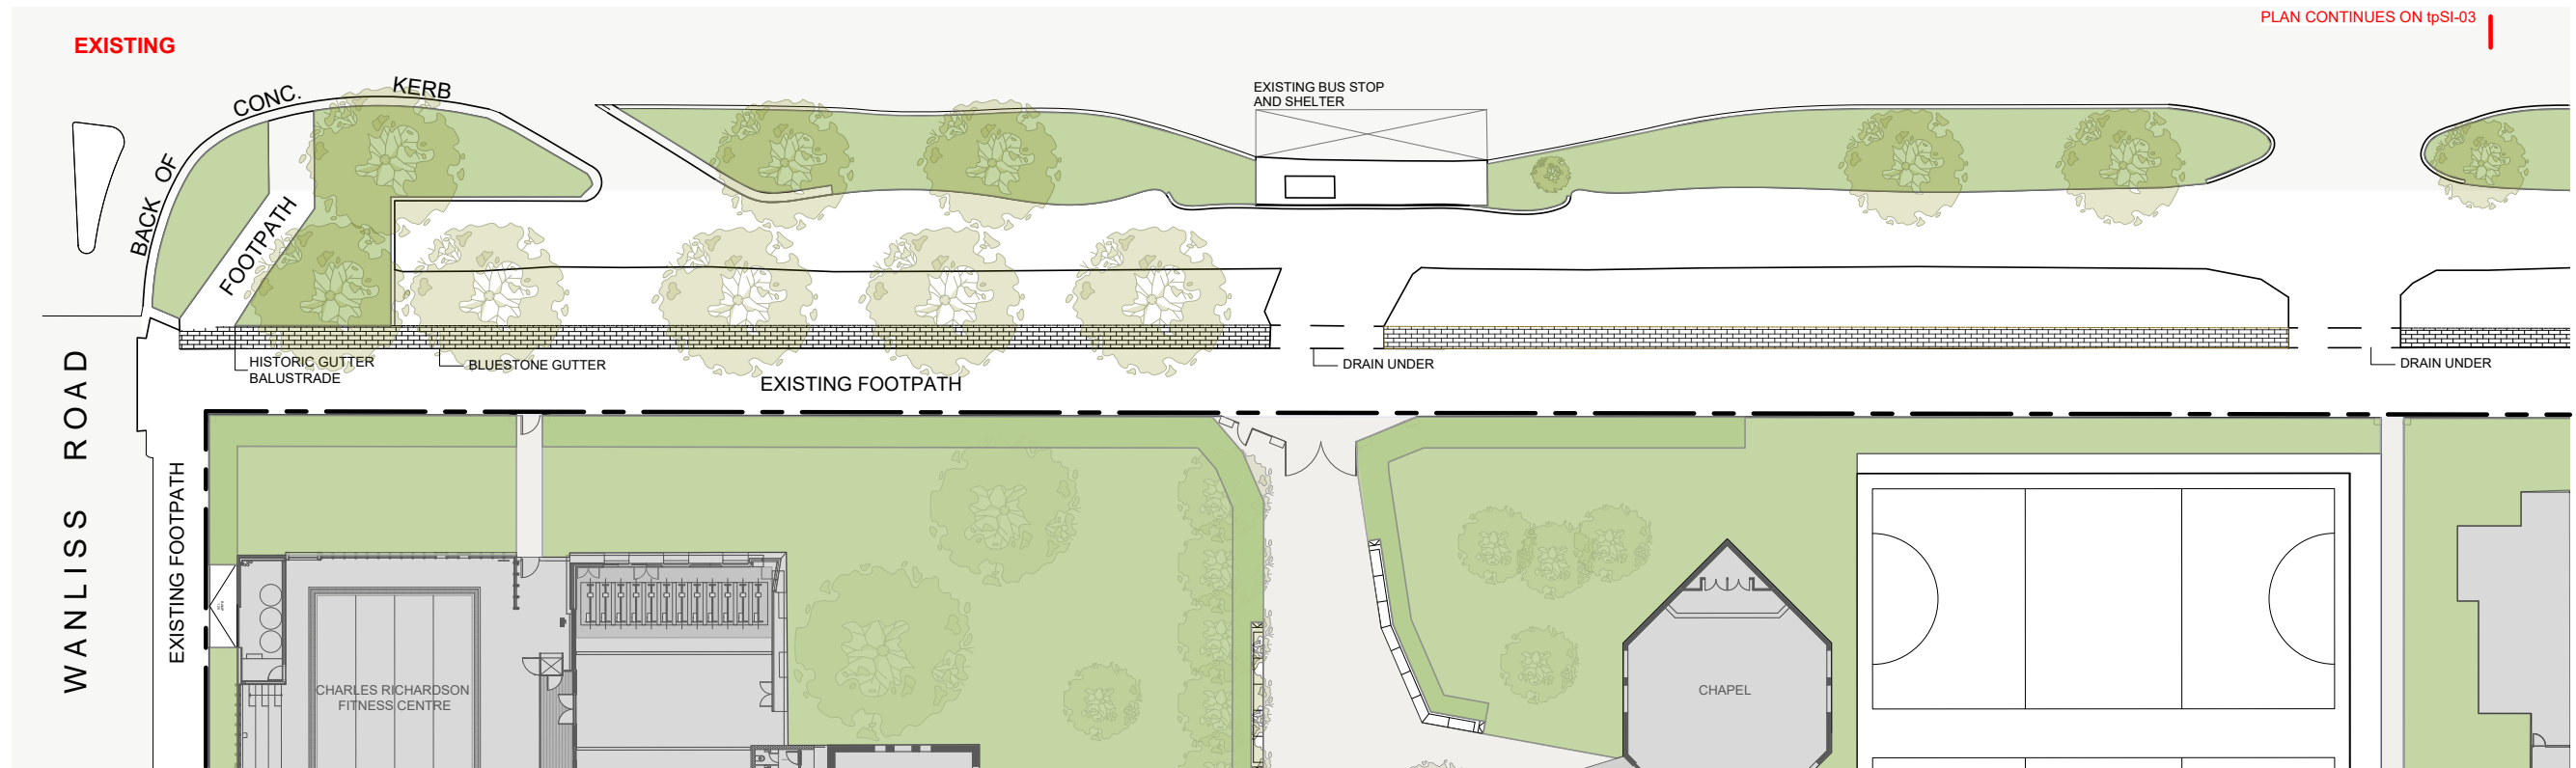 PLAN CONTINUES ON tpSI-03
EXISTING
BACK OF CONC. KERB
EXISTING BUS STOP
AND SHELTER
FOOTPATH
HISTORIC GUTTER
BALUSTRADE
BLUESTONE GUTTER
DRAIN UNDER
DRAIN UNDER
EXISTING FOOTPATH
WANLISS ROAD
EXISTING FOOTPATH
CHARLES RICHARDSON
FITNESS CENTRE
CHAPEL